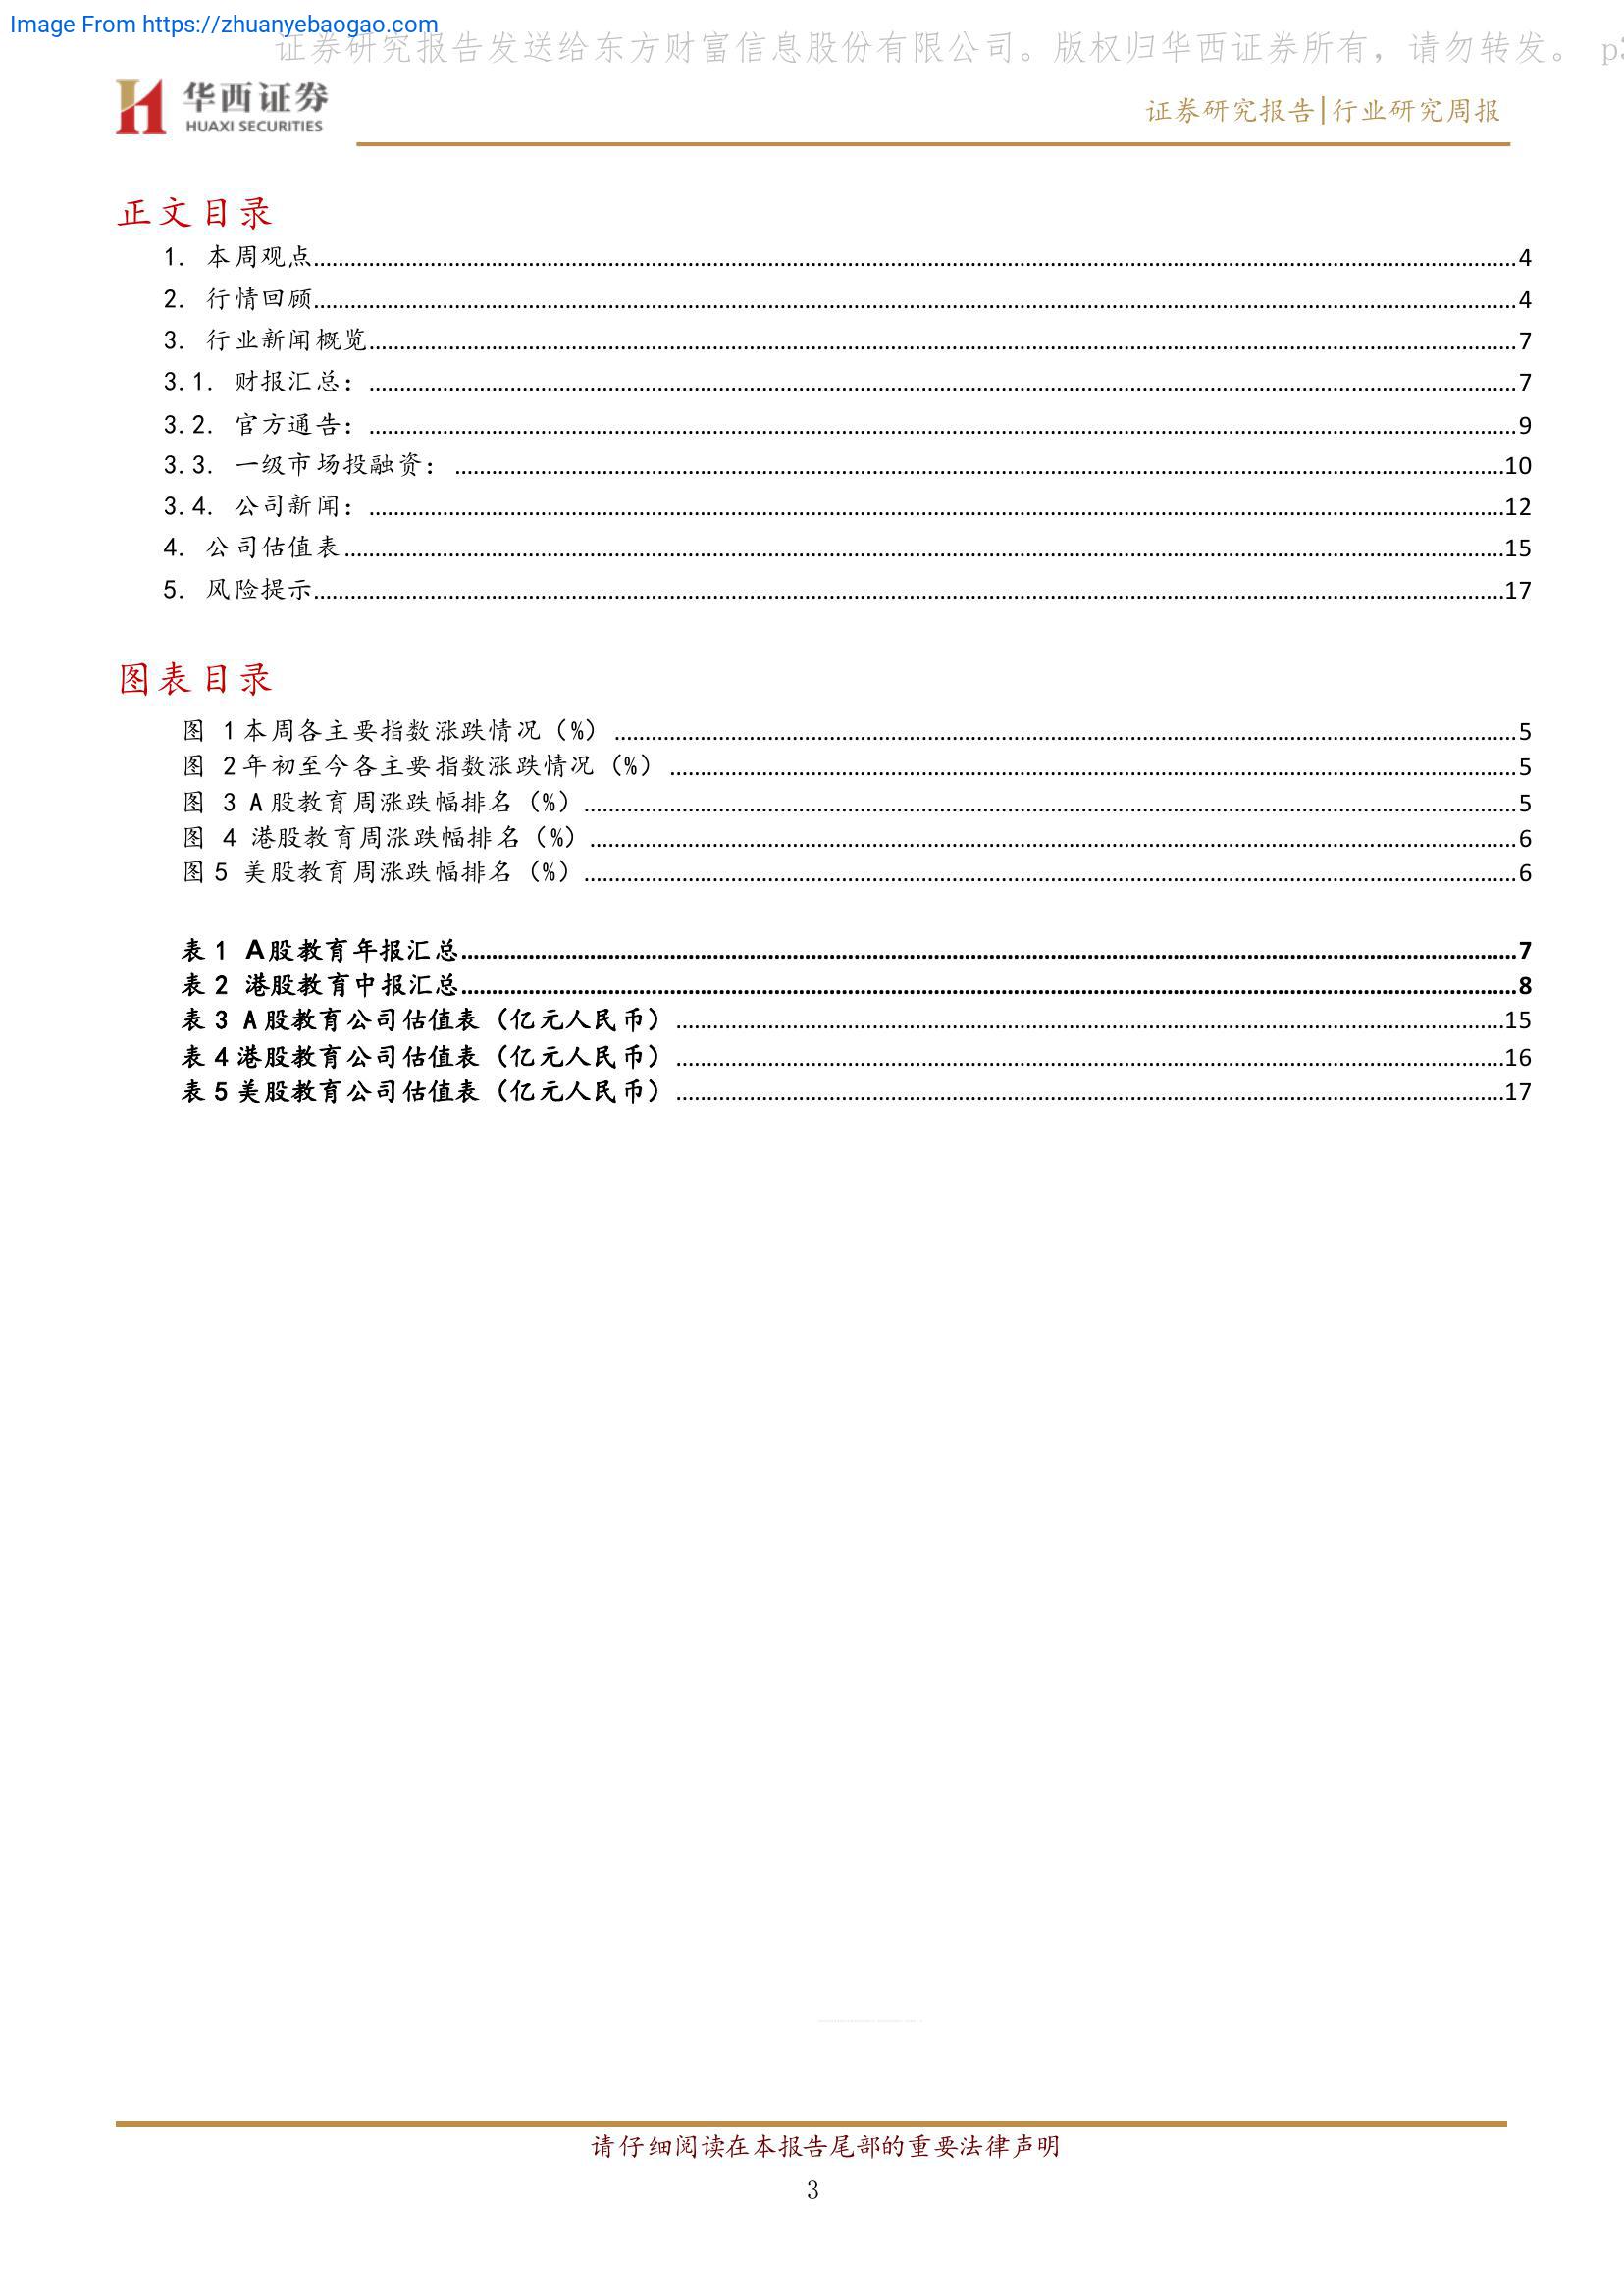 Image From https://zhuanyebaogao.com
证券研究报告发送给东方财富信息股份有限公司。版权归华西证券所有，请勿转发。 p3
华西证券
HUAXI SECURITIES
证券研究报告|行业研究周报
正文目录
1. 本周观点........4
2. 行情回顾........4
3. 行业新闻概览........7
3.1. 财报汇总：........7
3.2. 官方通告：........9
3.3. 一级市场投融资：........10
3.4. 公司新闻：........12
4. 公司估值表........15
5. 风险提示........17
图表目录
图 1本周各主要指数涨跌情况（%）........5
图 2年初至今各主要指数涨跌情况（%）........5
图 3 A股教育周涨跌幅排名（%）........5
图 4 港股教育周涨跌幅排名（%）........6
图5 美股教育周涨跌幅排名（%）........6
表1 A股教育年报汇总........7
表2 港股教育中报汇总........8
表3 A股教育公司估值表（亿元人民币）........15
表4港股教育公司估值表（亿元人民币）........16
表5美股教育公司估值表（亿元人民币）........17
请仔细阅读在本报告尾部的重要法律声明
3